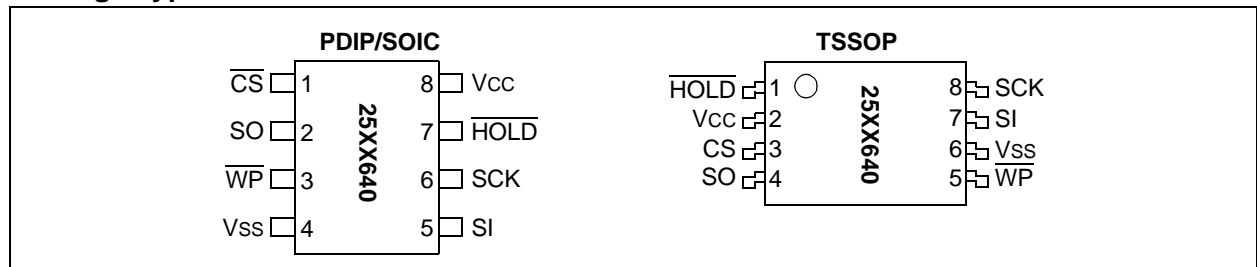 PDIP/SOIC
CS 1 8 VCC
SO 2 7 HOLD
WP 3 6 SCK
VSS 4 5 SI
25XX640
TSSOP
HOLD 1 8 SCK
VCC 2 7 SI
CS 3 6 VSS
SO 4 5 WP
25XX640